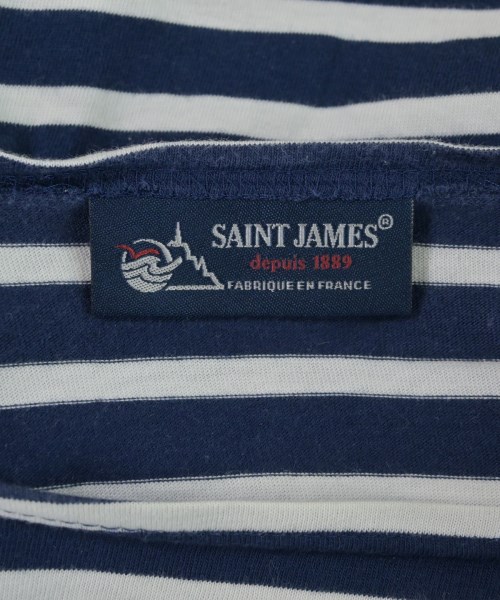 SAINT JAMES®
depuis 1889
FABRIQUE EN FRANCE